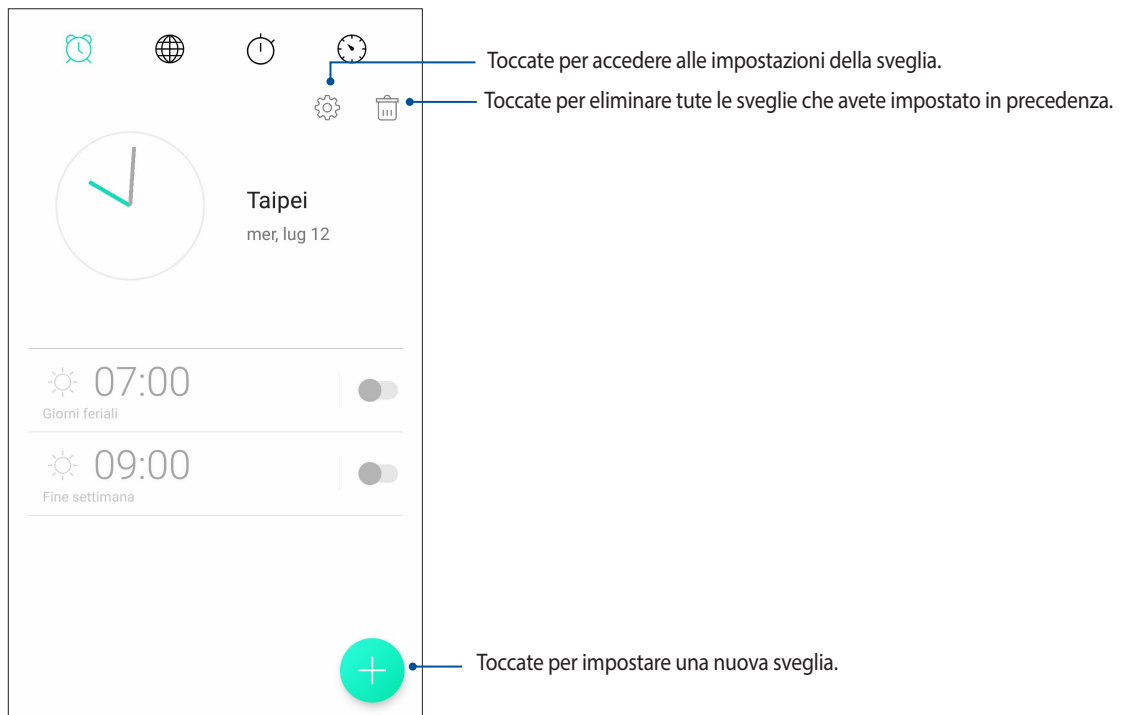 Toccate per accedere alle impostazioni della sveglia.
Toccate per eliminare tute le sveglie che avete impostato in precedenza.
Taipei
mer, lug 12
07:00
Giorni feriali
09:00
Fine settimana
Toccate per impostare una nuova sveglia.